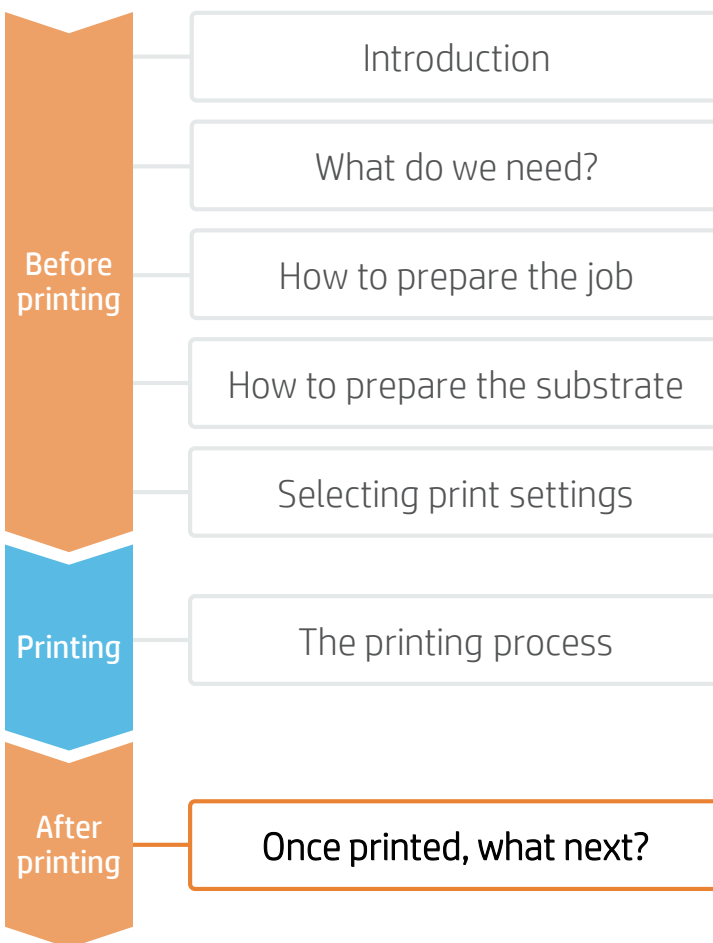 Introduction
What do we need?
Before
printing
How to prepare the job
How to prepare the substrate
Selecting print settings
Printing
The printing process
After
printing
Once printed, what next?